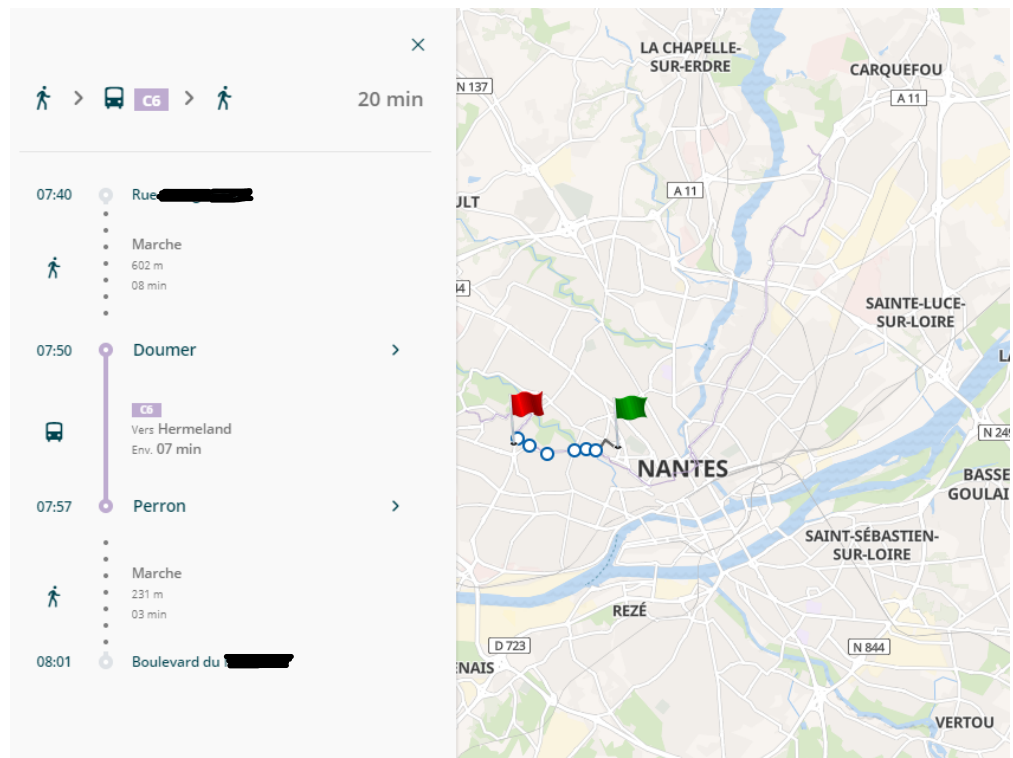 C6
20 min
07:40
Rue
Marche
602 m
08 min
07:50
Doumer
C6
Vers Hermeland
Env. 07 min
07:57
Perron
Marche
231 m
03 min
08:01
Boulevard du
LA CHAPELLE-
SUR-ERDRE
CARQUEFOU
N 137
A 11
A 11
ULT
44
SAINTE-LUCE-
SUR-LOIRE
N 249
NANTES
BASSE
GOULAI
SAINT-SÉBASTIEN-
SUR-LOIRE
REZÉ
D 723
N 844
ENAIS
VERTOU